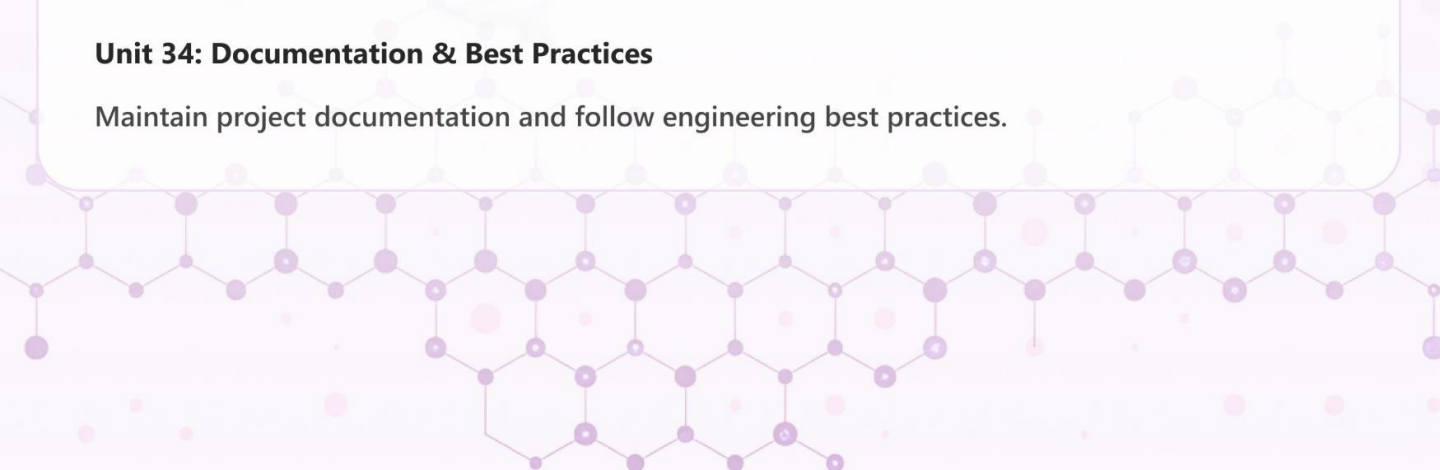 Unit 34: Documentation & Best Practices
Maintain project documentation and follow engineering best practices.